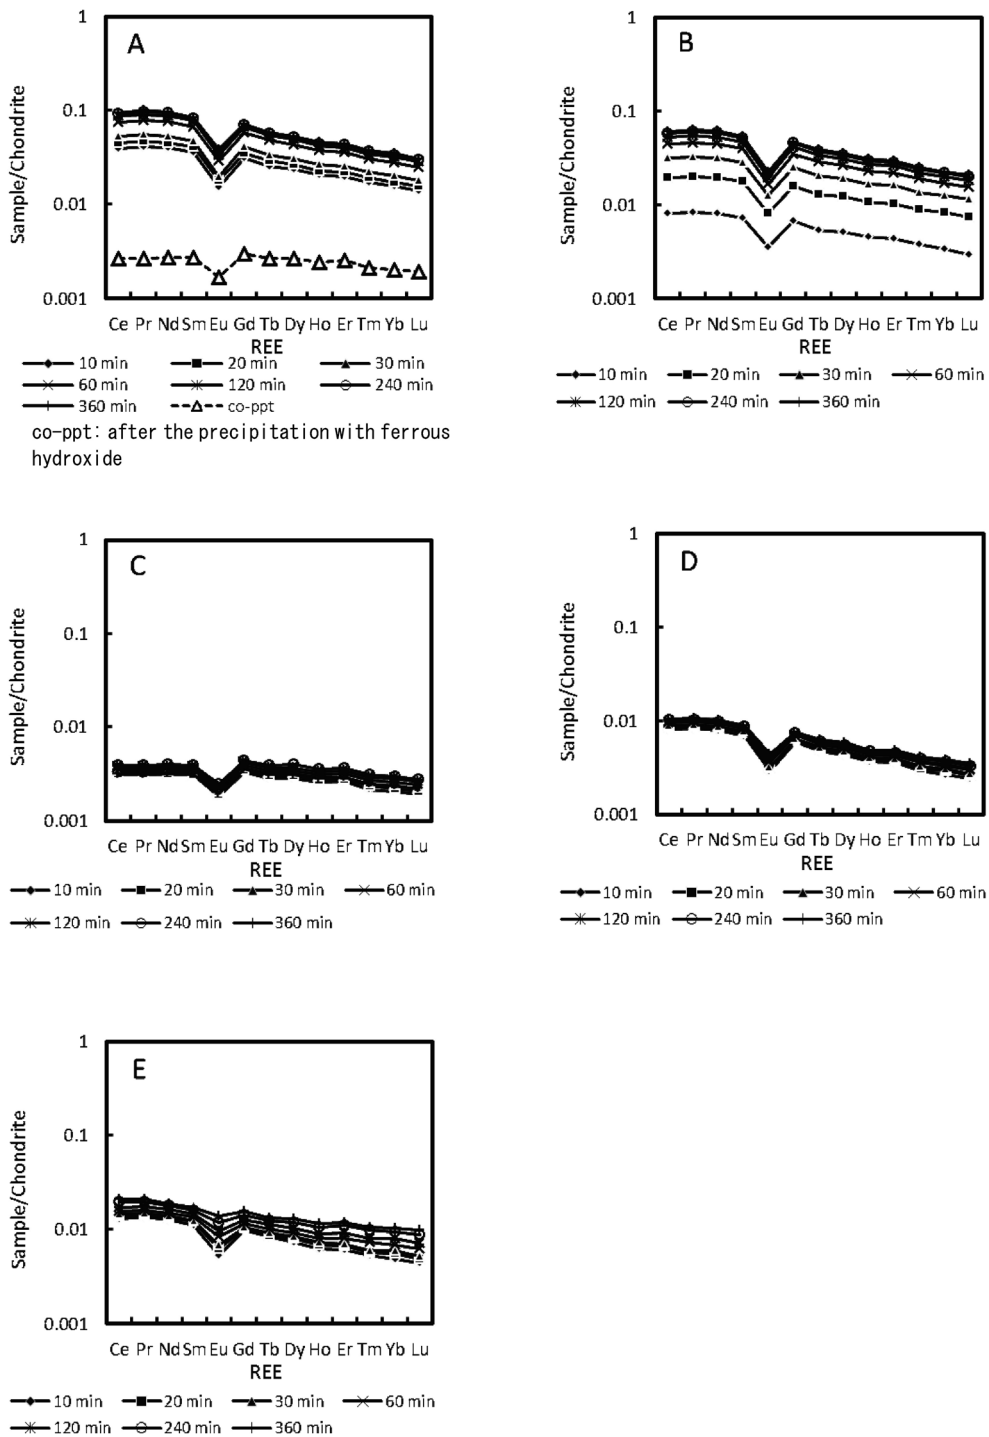 A
Sample/Chondrite
1
0.1
0.01
0.001
Ce Pr Nd Sm Eu Gd Tb Dy Ho Er Tm Yb Lu
REE
10 min 20 min 30 min
60 min 120 min 240 min
360 min co-ppt
co-ppt: after the precipitation with ferrous
hydroxide
B
Sample/Chondrite
1
0.1
0.01
0.001
Ce Pr Nd Sm Eu Gd Tb Dy Ho Er Tm Yb Lu
REE
10 min 20 min 30 min 60 min
120 min 240 min 360 min
C
Sample/Chondrite
1
0.1
0.01
0.001
Ce Pr Nd Sm Eu Gd Tb Dy Ho Er Tm Yb Lu
REE
10 min 20 min 30 min 60 min
120 min 240 min 360 min
D
Sample/Chondrite
1
0.1
0.01
0.001
Ce Pr Nd Sm Eu Gd Tb Dy Ho Er Tm Yb Lu
REE
10 min 20 min 30 min 60 min
120 min 240 min 360 min
E
Sample/Chondrite
1
0.1
0.01
0.001
Ce Pr Nd Sm Eu Gd Tb Dy Ho Er Tm Yb Lu
REE
10 min 20 min 30 min 60 min
120 min 240 min 360 min